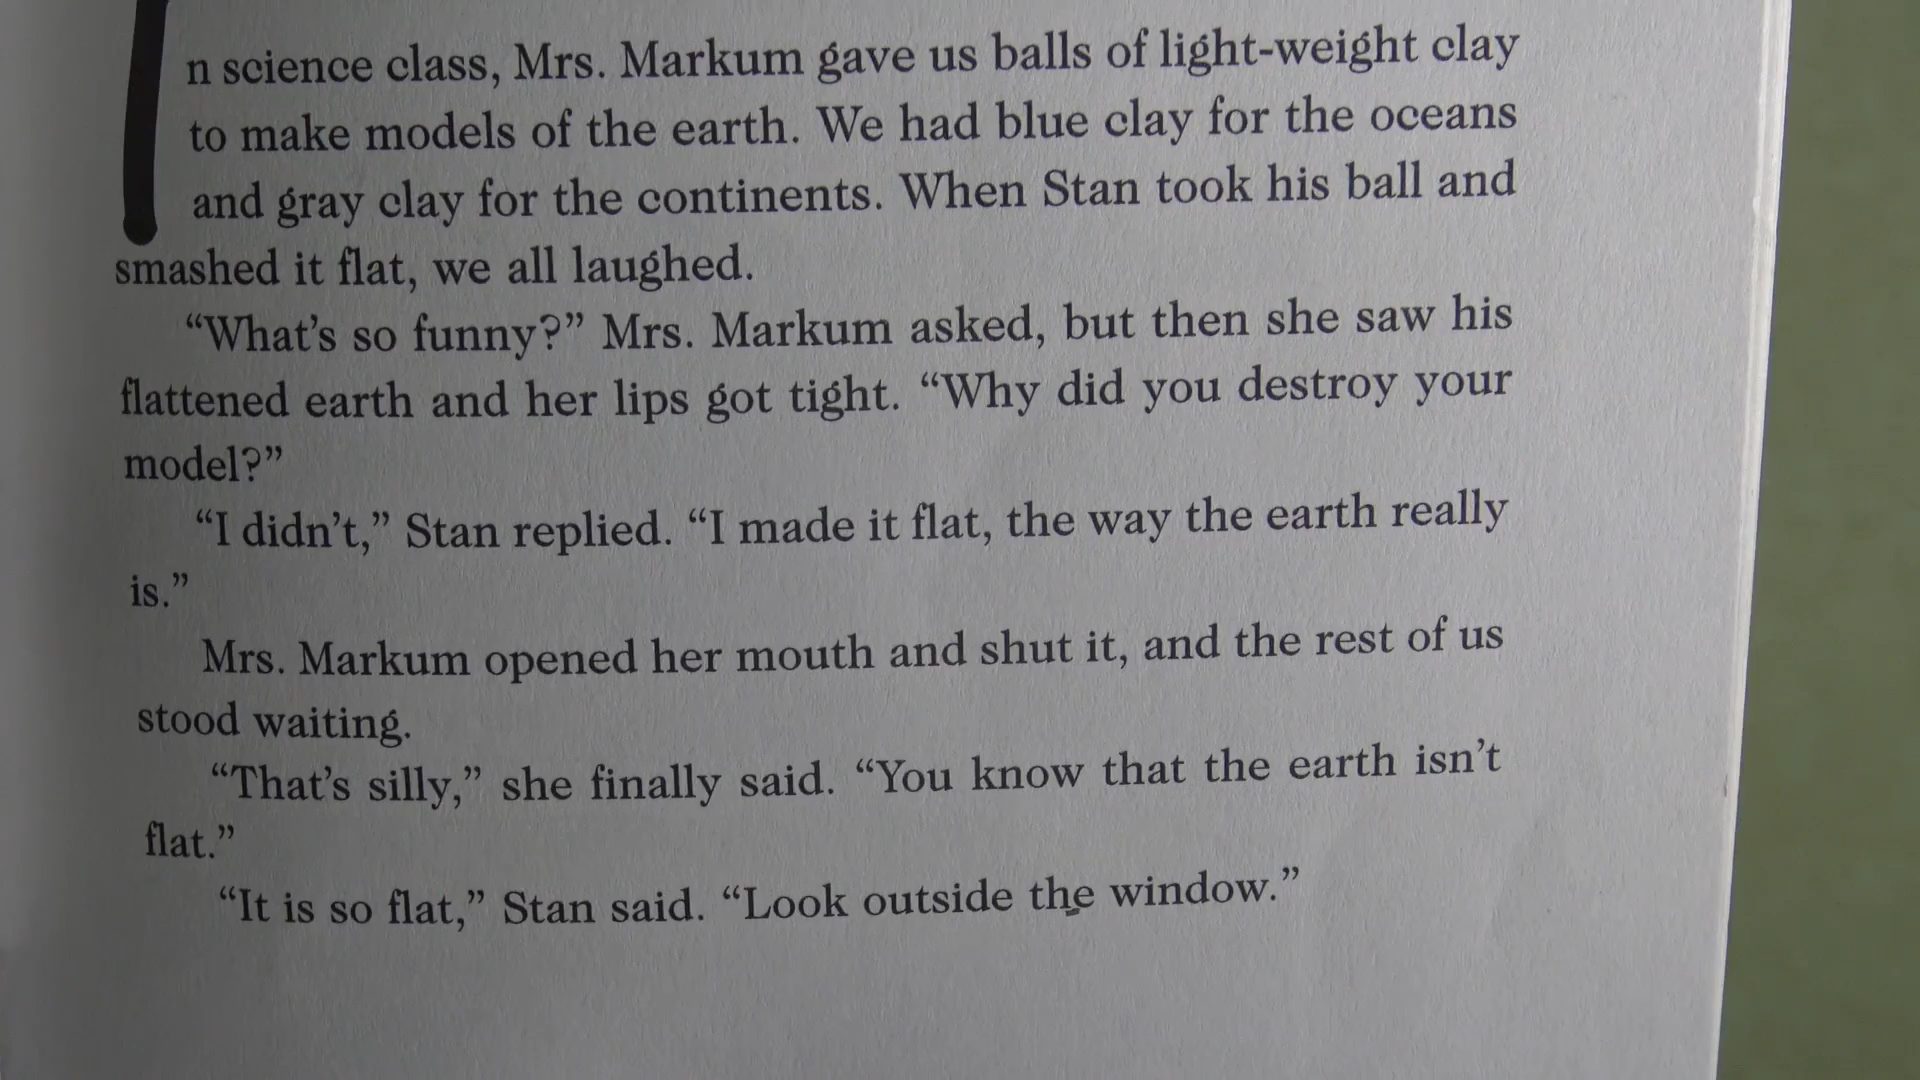 In science class, Mrs. Markum gave us balls of light-weight clay
to make models of the earth. We had blue clay for the oceans
and gray clay for the continents. When Stan took his ball and
smashed it flat, we all laughed.
“What’s so funny?” Mrs. Markum asked, but then she saw his
flattened earth and her lips got tight. “Why did you destroy your
model?”
“I didn’t,” Stan replied. “I made it flat, the way the earth really
is.”
Mrs. Markum opened her mouth and shut it, and the rest of us
stood waiting.
“That’s silly,” she finally said. “You know that the earth isn’t
flat.”
“It is so flat,” Stan said. “Look outside the window.”